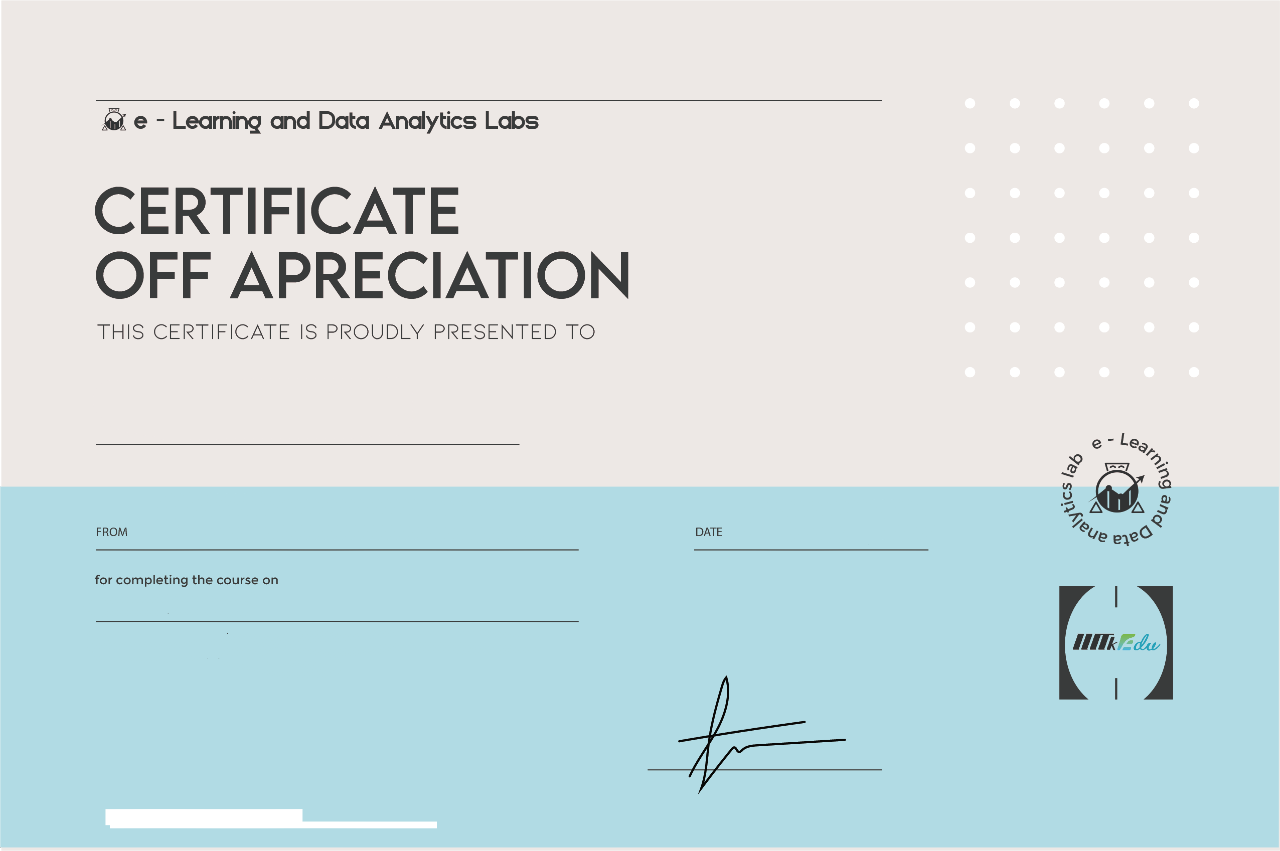 e - Learning and Data Analytics Labs
CERTIFICATE
OFF APRECIATION
THIS CERTIFICATE IS PROUDLY PRESENTED TO
e - Learning and Data analytics lab
FROM
DATE
for completing the course on
IIITkEdu